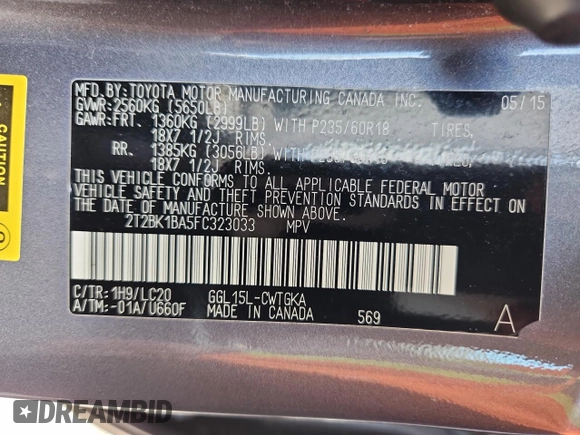 MFD.BY:TOYOTA MOTOR MANUFACTURING CANADA INC. 05/15
GVWR:2560KG (5650LB)
GAWR:FRT. 1360KG (2999LB) WITH P235/60R18 TIRES,
18X7 1/2J RIMS.
RR. 1385KG (3056LB)
18X7 1/2J RIMS.
THIS VEHICLE CONFORMS TO ALL APPLICABLE FEDERAL MOTOR
VEHICLE SAFETY AND THEFT PREVENTION STANDARDS IN EFFECT ON
THE DATE OF MANUFACTURE SHOWN ABOVE.
2T2BK1BA5FC323033 MPV
C/TR:1H9/LC20 GGL15L-CWTGKA
A/TM:-01A/U660F MADE IN CANADA 569 A
CAUTION
DREAMBID